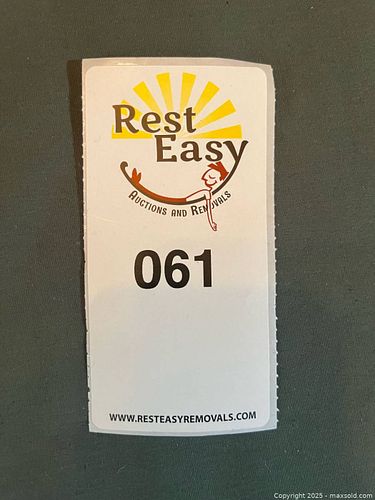 Rest
Easy
AUCTIONS AND REMOVALS
061
WWW.RESTEASYREMOVALS.COM
Copyright 2025 - maxsold.com